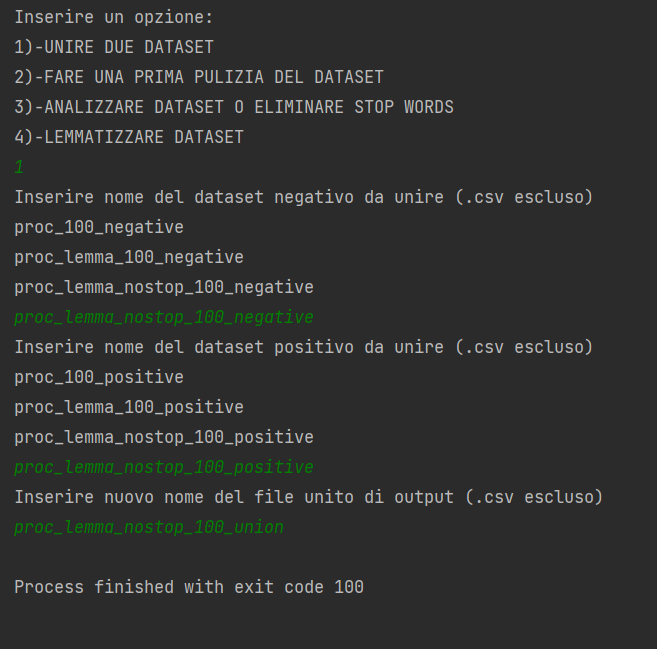 Inserire un opzione:
1)-UNIRE DUE DATASET
2)-FARE UNA PRIMA PULIZIA DEL DATASET
3)-ANALIZZARE DATASET O ELIMINARE STOP WORDS
4)-LEMMATIZZARE DATASET
1
Inserire nome del dataset negativo da unire (.csv escluso)
proc_100_negative
proc_lemma_100_negative
proc_lemma_nostop_100_negative
proc_lemma_nostop_100_negative
Inserire nome del dataset positivo da unire (.csv escluso)
proc_100_positive
proc_lemma_100_positive
proc_lemma_nostop_100_positive
proc_lemma_nostop_100_positive
Inserire nuovo nome del file unito di output (.csv escluso)
proc_lemma_nostop_100_union
Process finished with exit code 100